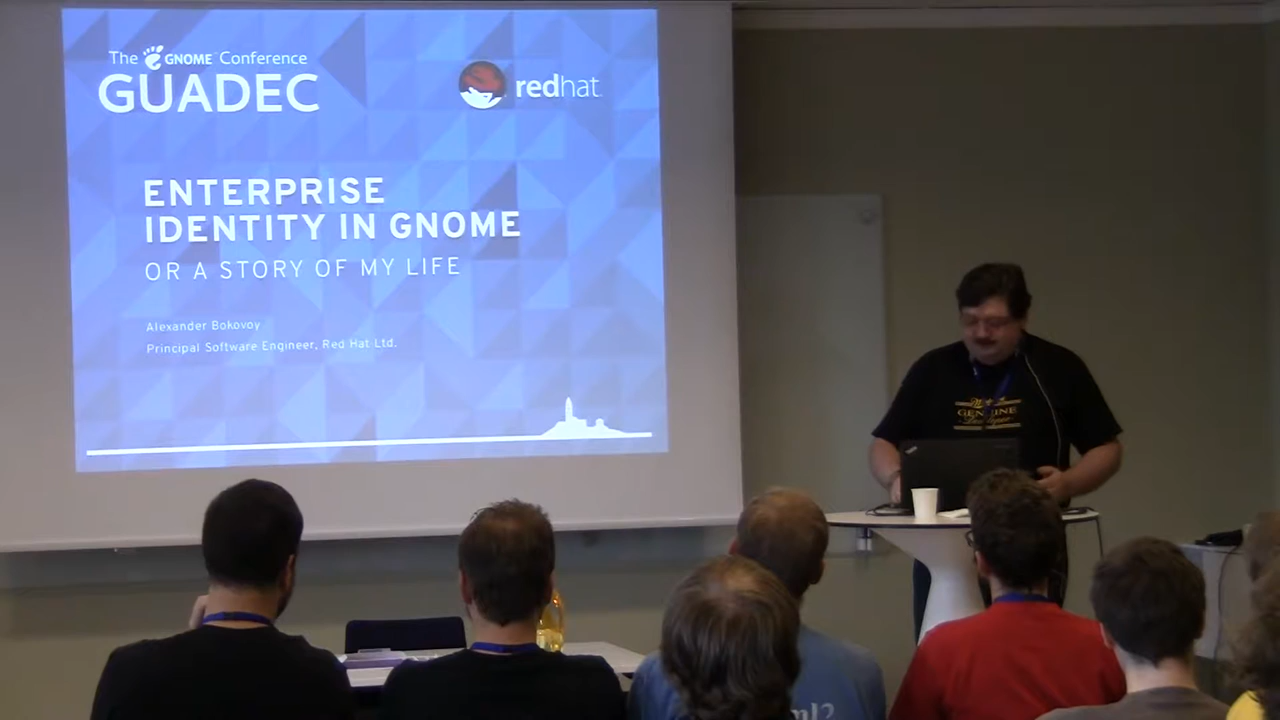 The GNOME Conference
GUADEC
redhat
ENTERPRISE
IDENTITY IN GNOME
OR A STORY OF MY LIFE
Alexander Bokovoy
Principal Software Engineer, Red Hat Ltd.
GENUINE
Developer